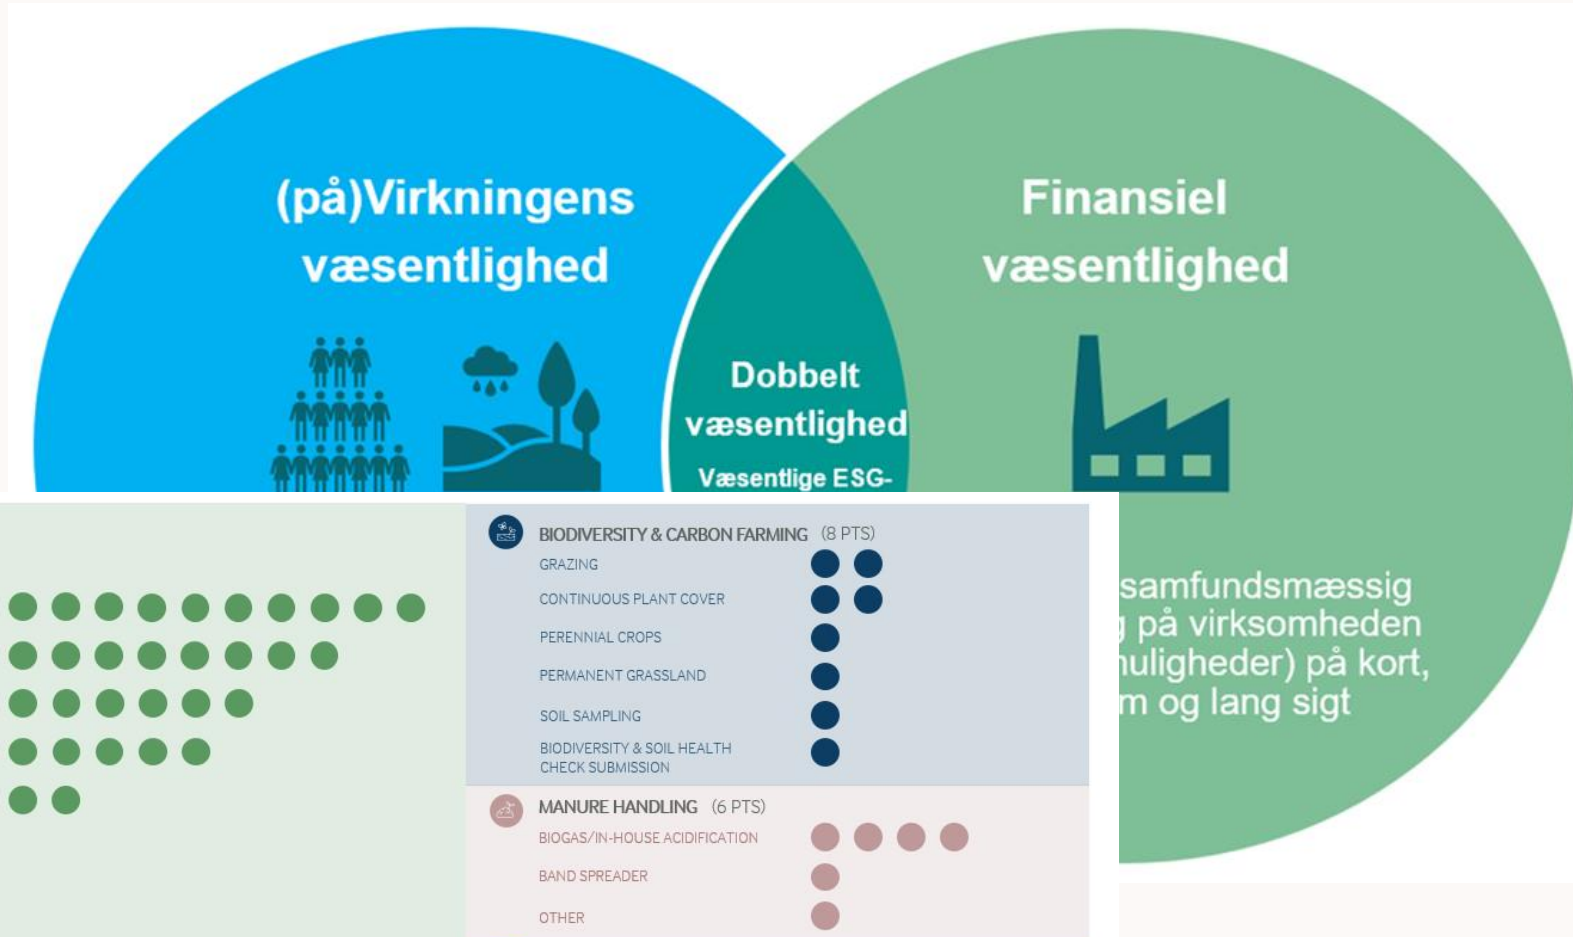 (på)Virkningens
væsentlighed
Finansiel
væsentlighed
Dobbelt
væsentlighed
Væsentlige ESG-
samfundsmæssig
på virksomheden
på kort,
og lang sigt
BIODIVERSITY & CARBON FARMING (8 PTS)
GRAZING
CONTINUOUS PLANT COVER
PERENNIAL CROPS
PERMANENT GRASSLAND
SOIL SAMPLING
BIODIVERSITY & SOIL HEALTH
CHECK SUBMISSION
MANURE HANDLING (6 PTS)
BIOGAS/IN-HOUSE ACIDIFICATION
BAND SPREADER
OTHER